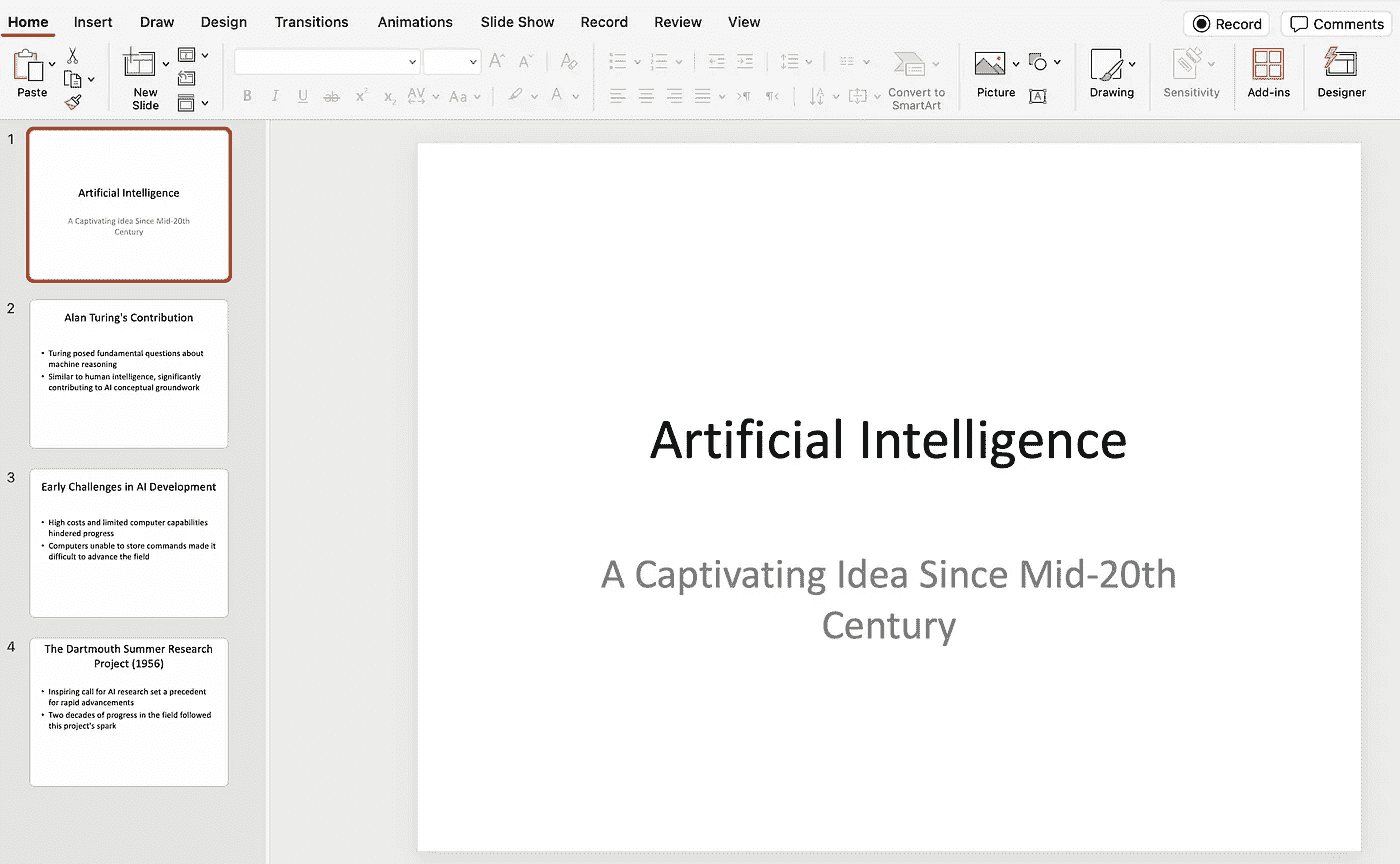 Home Insert Draw Design Transitions Animations Slide Show Record Review View
Record Comments
Paste
New
Slide
B I U ab x² x₂ AV Aa A
Convert to
SmartArt
Picture
Drawing
Sensitivity
Add-ins
Designer
1
Artificial Intelligence
A Captivating Idea Since Mid-20th
Century
2
Alan Turing's Contribution
• Turing posed fundamental questions about
machine reasoning
• Similar to human intelligence, significantly
contributing to AI conceptual groundwork
3
Early Challenges in AI Development
• High costs and limited computer capabilities
hindered progress
• Computers unable to store commands made it
difficult to advance the field
4
The Dartmouth Summer Research
Project (1956)
• Inspiring call for AI research set a precedent
for rapid advancements
• Two decades of progress in the field followed
this project's spark
Artificial Intelligence
A Captivating Idea Since Mid-20th
Century